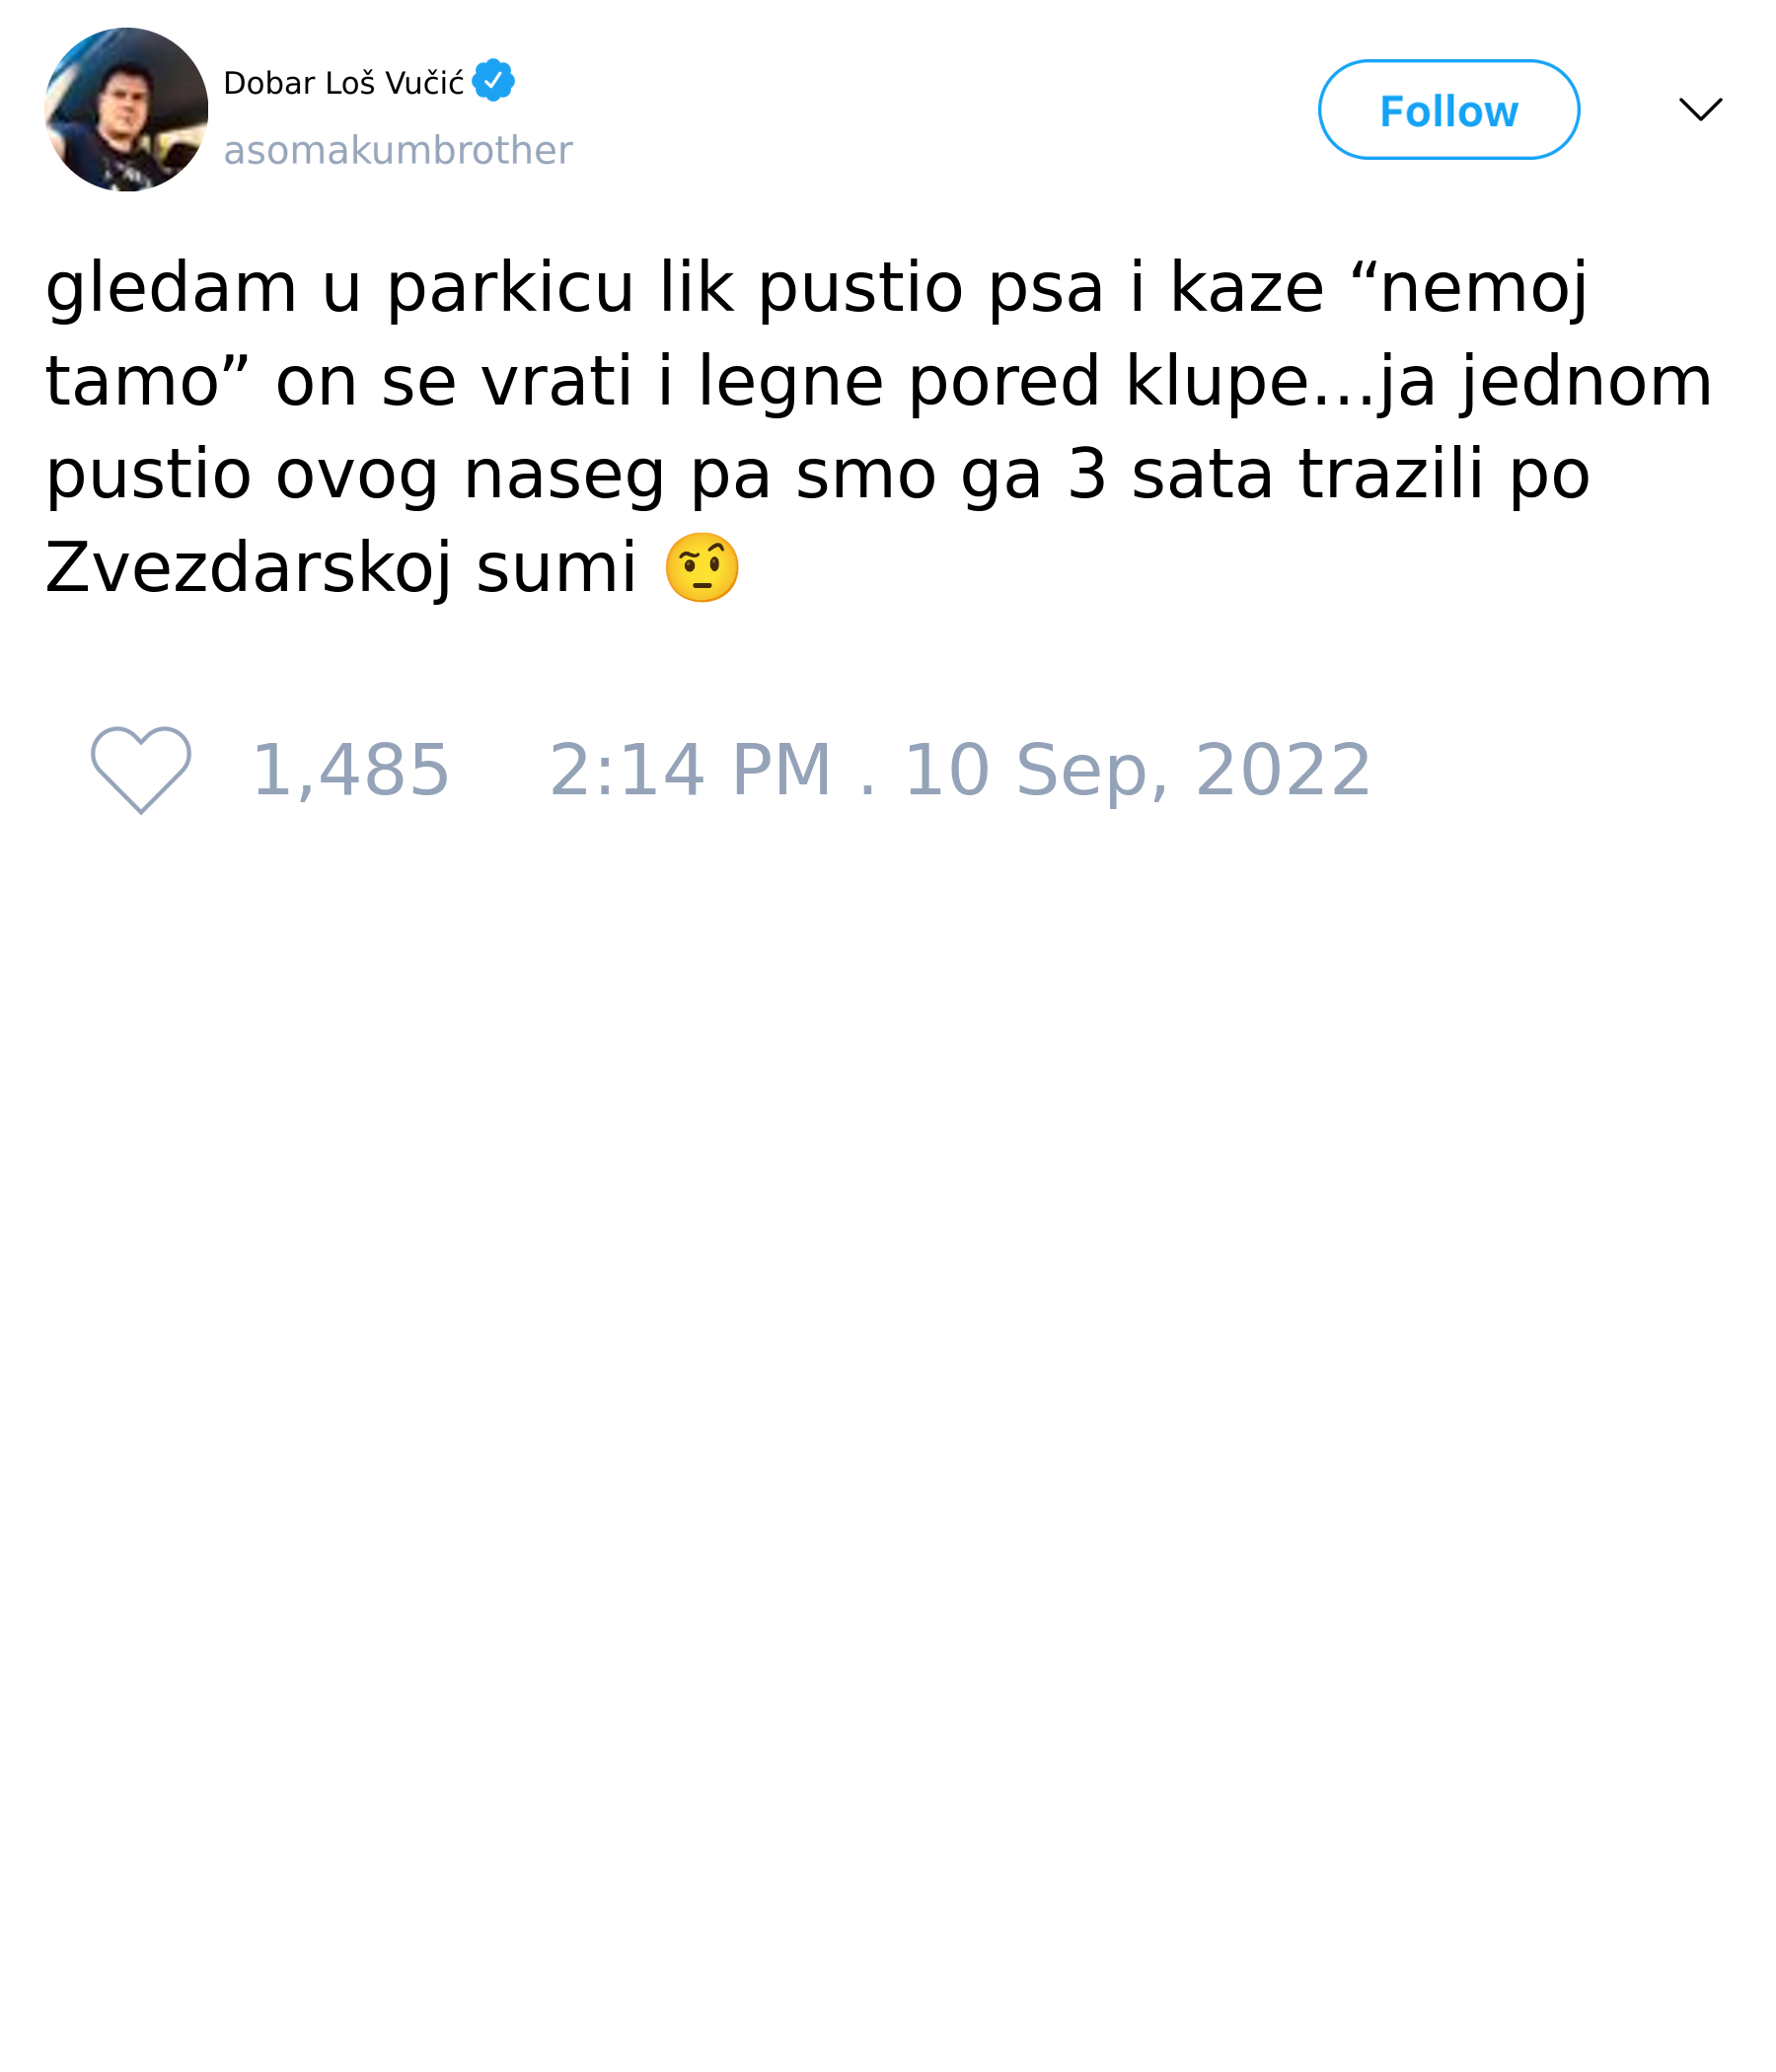 Dobar Loš Vučić
asomakumbrother
Follow
gledam u parkicu lik pustio psa i kaze “nemoj
tamo” on se vrati i legne pored klupe...ja jednom
pustio ovog naseg pa smo ga 3 sata trazili po
Zvezdarskoj sumi 🤨
1,485 2:14 PM . 10 Sep, 2022